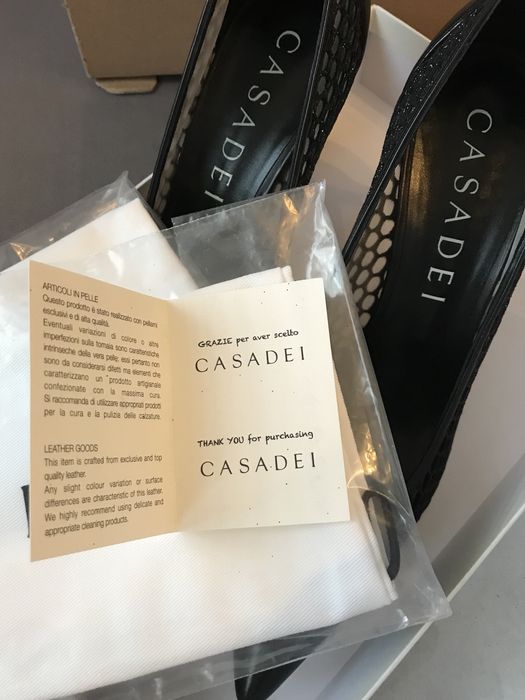 CASADEI
CASADEI
ARTICOLI IN PELLE
Questo prodotto è stato realizzato con pellami
esclusivi e di alta qualità.
Eventuali variazioni di colore o altre
imperfezioni sulla tomaia sono caratteristiche
intrinseche della vera pelle; essi pertanto non
sono da considerarsi difetti ma elementi che
caratterizzano un prodotto artigianale
confezionate con la massima cura.
Si raccomanda di utilizzare appropriati prodotti
per la cura e la pulizia delle calzature.
LEATHER GOODS
This item is crafted from exclusive and top
quality leather.
Any slight colour variation or surface
differences are characteristic of this leather.
We highly recommend using delicate and
appropriate cleaning products.
GRAZIE per aver scelto
CASADEI
THANK YOU for purchasing
CASADEI